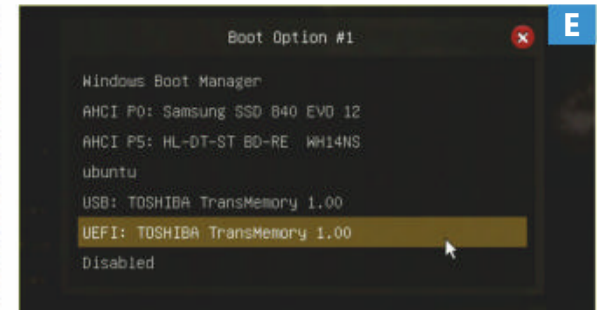 E
Boot Option #1
Windows Boot Manager
AHCI P0: Samsung SSD 840 EVO 12
AHCI P5: HL-DT-ST BD-RE WH14NS
ubuntu
USB: TOSHIBA TransMemory 1.00
UEFI: TOSHIBA TransMemory 1.00
Disabled